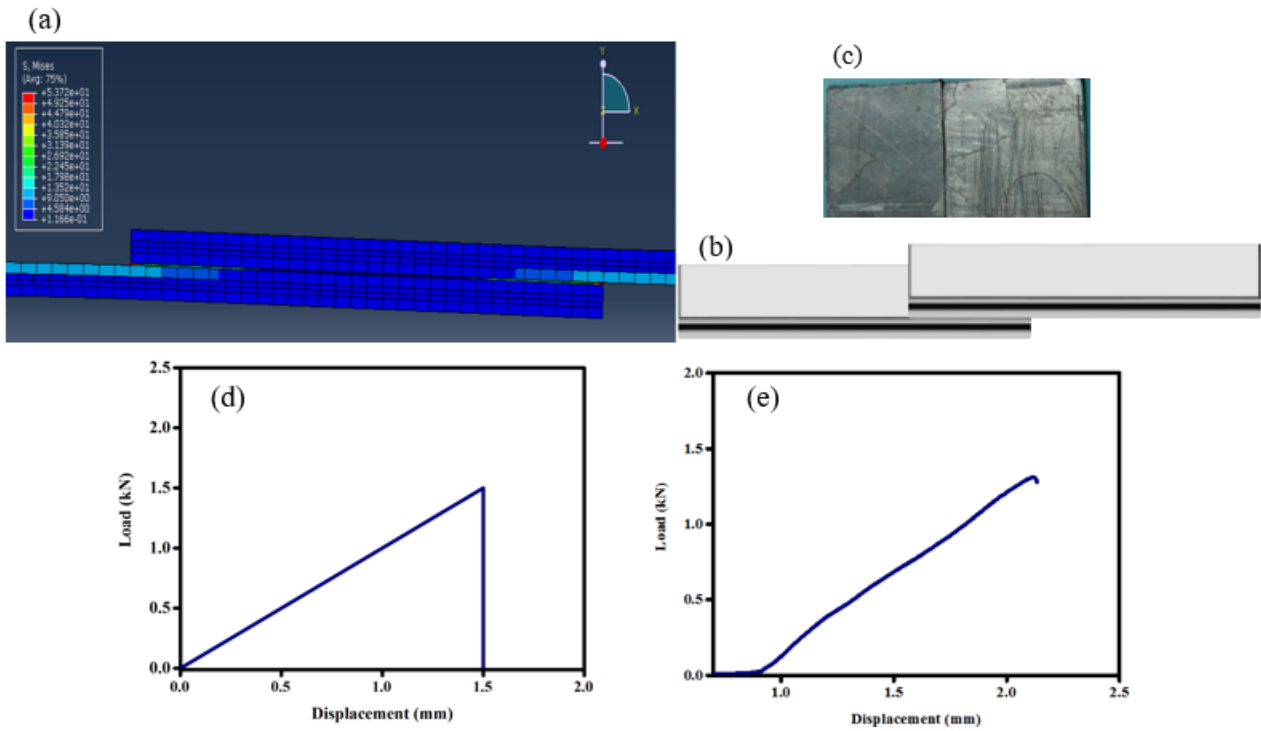 (a)
S, Mises
(Avg: 75%)
+5.372e+01
+4.925e+01
+4.479e+01
+4.032e+01
+3.585e+01
+3.139e+01
+2.692e+01
+2.245e+01
+1.798e+01
+1.352e+01
+9.050e+00
+4.584e+00
+1.166e-01
Y
X
(c)
(b)
(d)
2.5
2.0
1.5
1.0
0.5
0.0
0.0 0.5 1.0 1.5 2.0
Load (kN)
Displacement (mm)
(e)
2.0
1.5
1.0
0.5
0.0
1.0 1.5 2.0 2.5
Load (kN)
Displacement (mm)